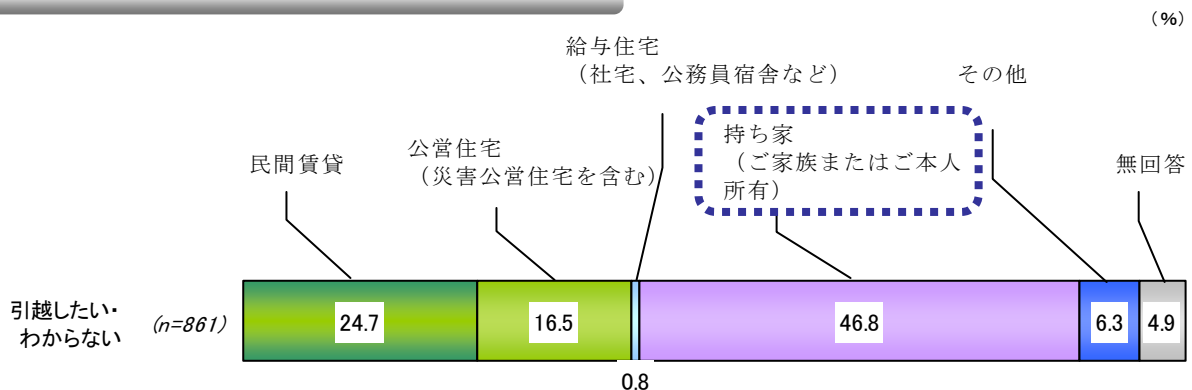 (%)
給与住宅
（社宅、公務員宿舎など）
その他
持ち家
（ご家族またはご本人
所有）
公営住宅
（災害公営住宅を含む）
民間賃貸
無回答
引越したい・
わからない
(n=861)
24.7
16.5
46.8
6.3
4.9
0.8